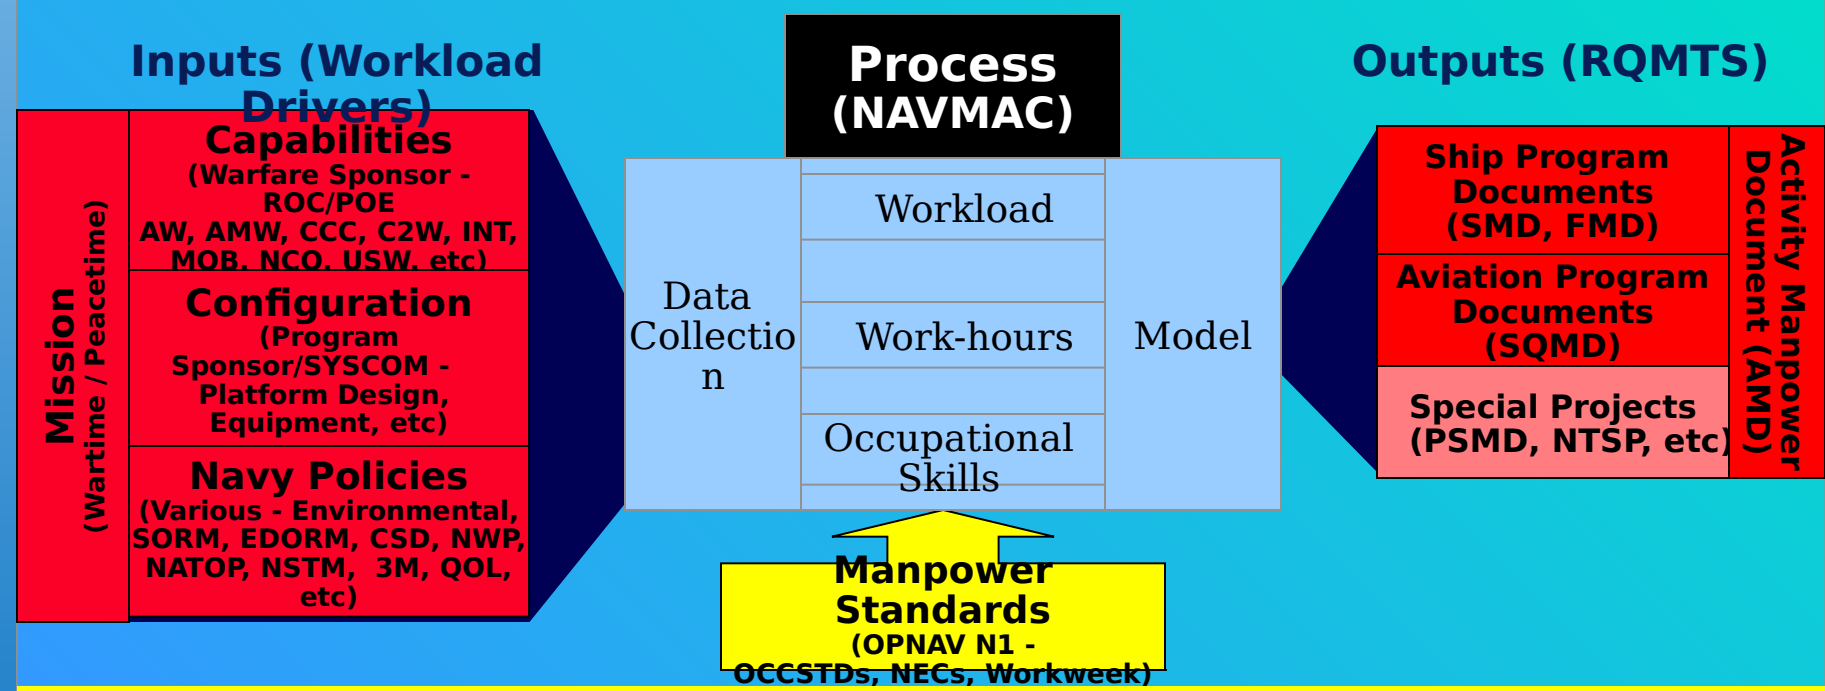 Inputs (Workload
Drivers)
Process
(NAVMAC)
Outputs (RQMTS)
Mission
(Wartime / Peacetime)
Capabilities
(Warfare Sponsor -
ROC/POE
AW, AMW, CCC, C2W, INT,
MOB, NCO, USW, etc)
Configuration
(Program
Sponsor/SYSCOM -
Platform Design,
Equipment, etc)
Navy Policies
(Various - Environmental,
SORM, EDORM, CSD, NWP,
NATOP, NSTM, 3M, QOL,
etc)
Data
Collectio
n
Workload
Work-hours
Occupational
Skills
Model
Manpower
Standards
(OPNAV N1 -
OCCSTDs, NECs, Workweek)
Ship Program
Documents
(SMD, FMD)
Aviation Program
Documents
(SQMD)
Special Projects
(PSMD, NTSP, etc)
Activity Manpower
Document (AMD)